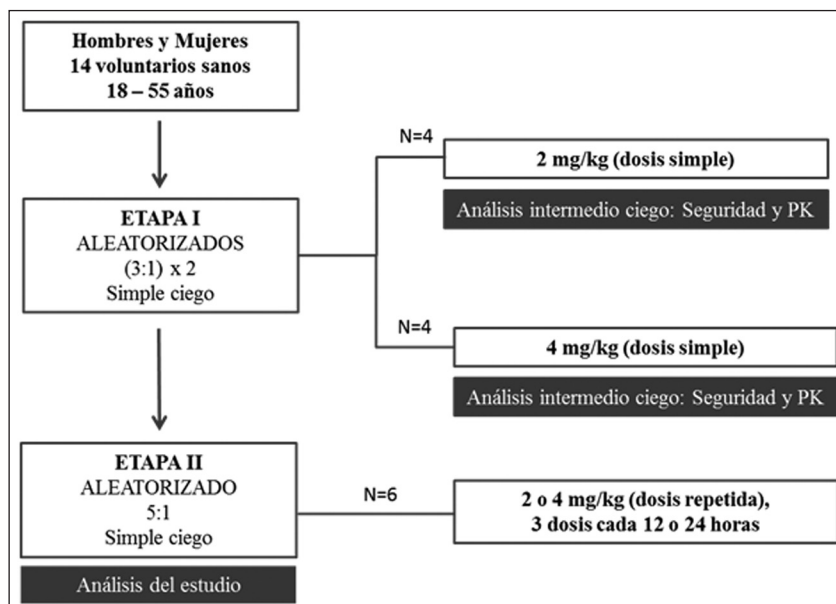 Hombres y Mujeres
14 voluntarios sanos
18 – 55 años
N=4
2 mg/kg (dosis simple)
Análisis intermedio ciego: Seguridad y PK
ETAPA I
ALEATORIZADOS
(3:1) x 2
Simple ciego
N=4
4 mg/kg (dosis simple)
Análisis intermedio ciego: Seguridad y PK
ETAPA II
ALEATORIZADO
5:1
Simple ciego
N=6
2 o 4 mg/kg (dosis repetida),
3 dosis cada 12 o 24 horas
Análisis del estudio